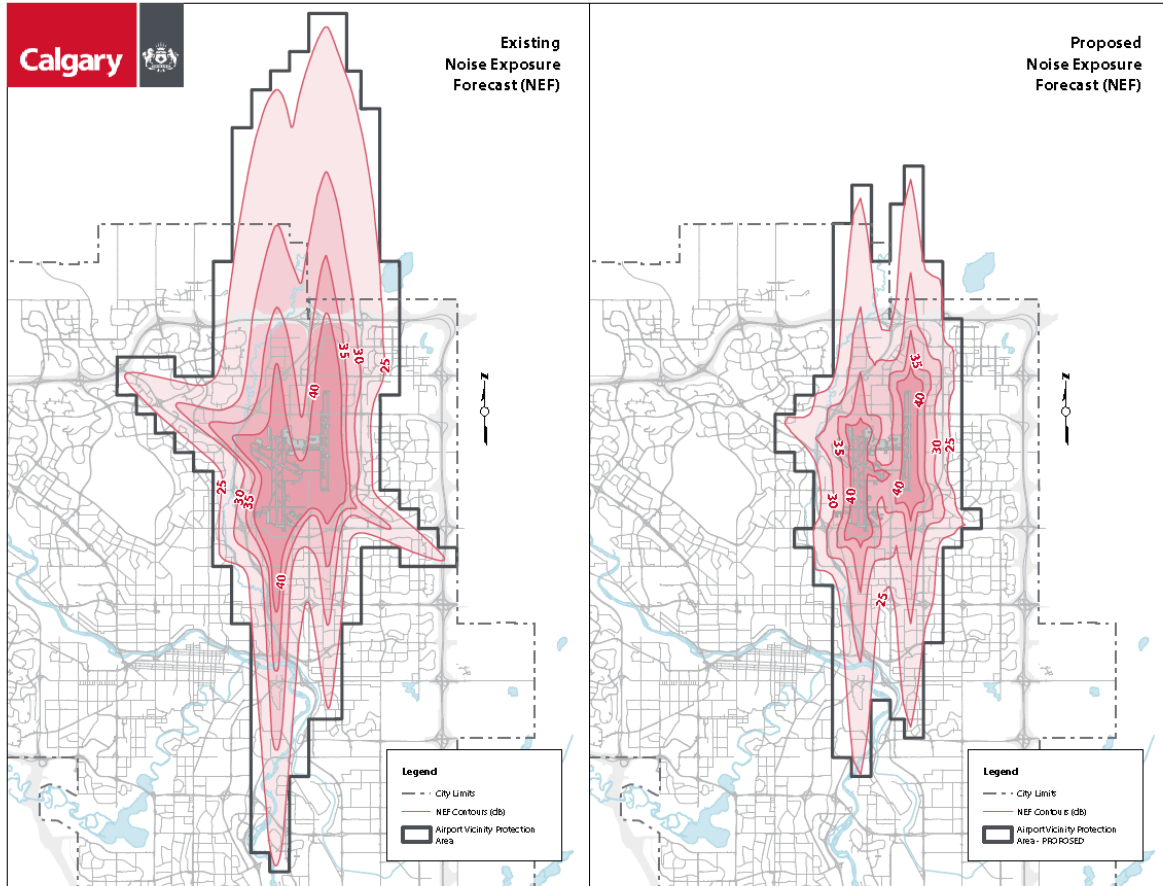 Calgary
Existing
Noise Exposure
Forecast (NEF)
35
30
25
40
25
30
35
40
N
Legend
City Limits
NEF Contours (dB)
Airport Vicinity Protection
Area
Proposed
Noise Exposure
Forecast (NEF)
35
40
35
30
25
40
40
30
25
N
Legend
City Limits
NEF Contours (dB)
Airport Vicinity Protection
Area - PROPOSED